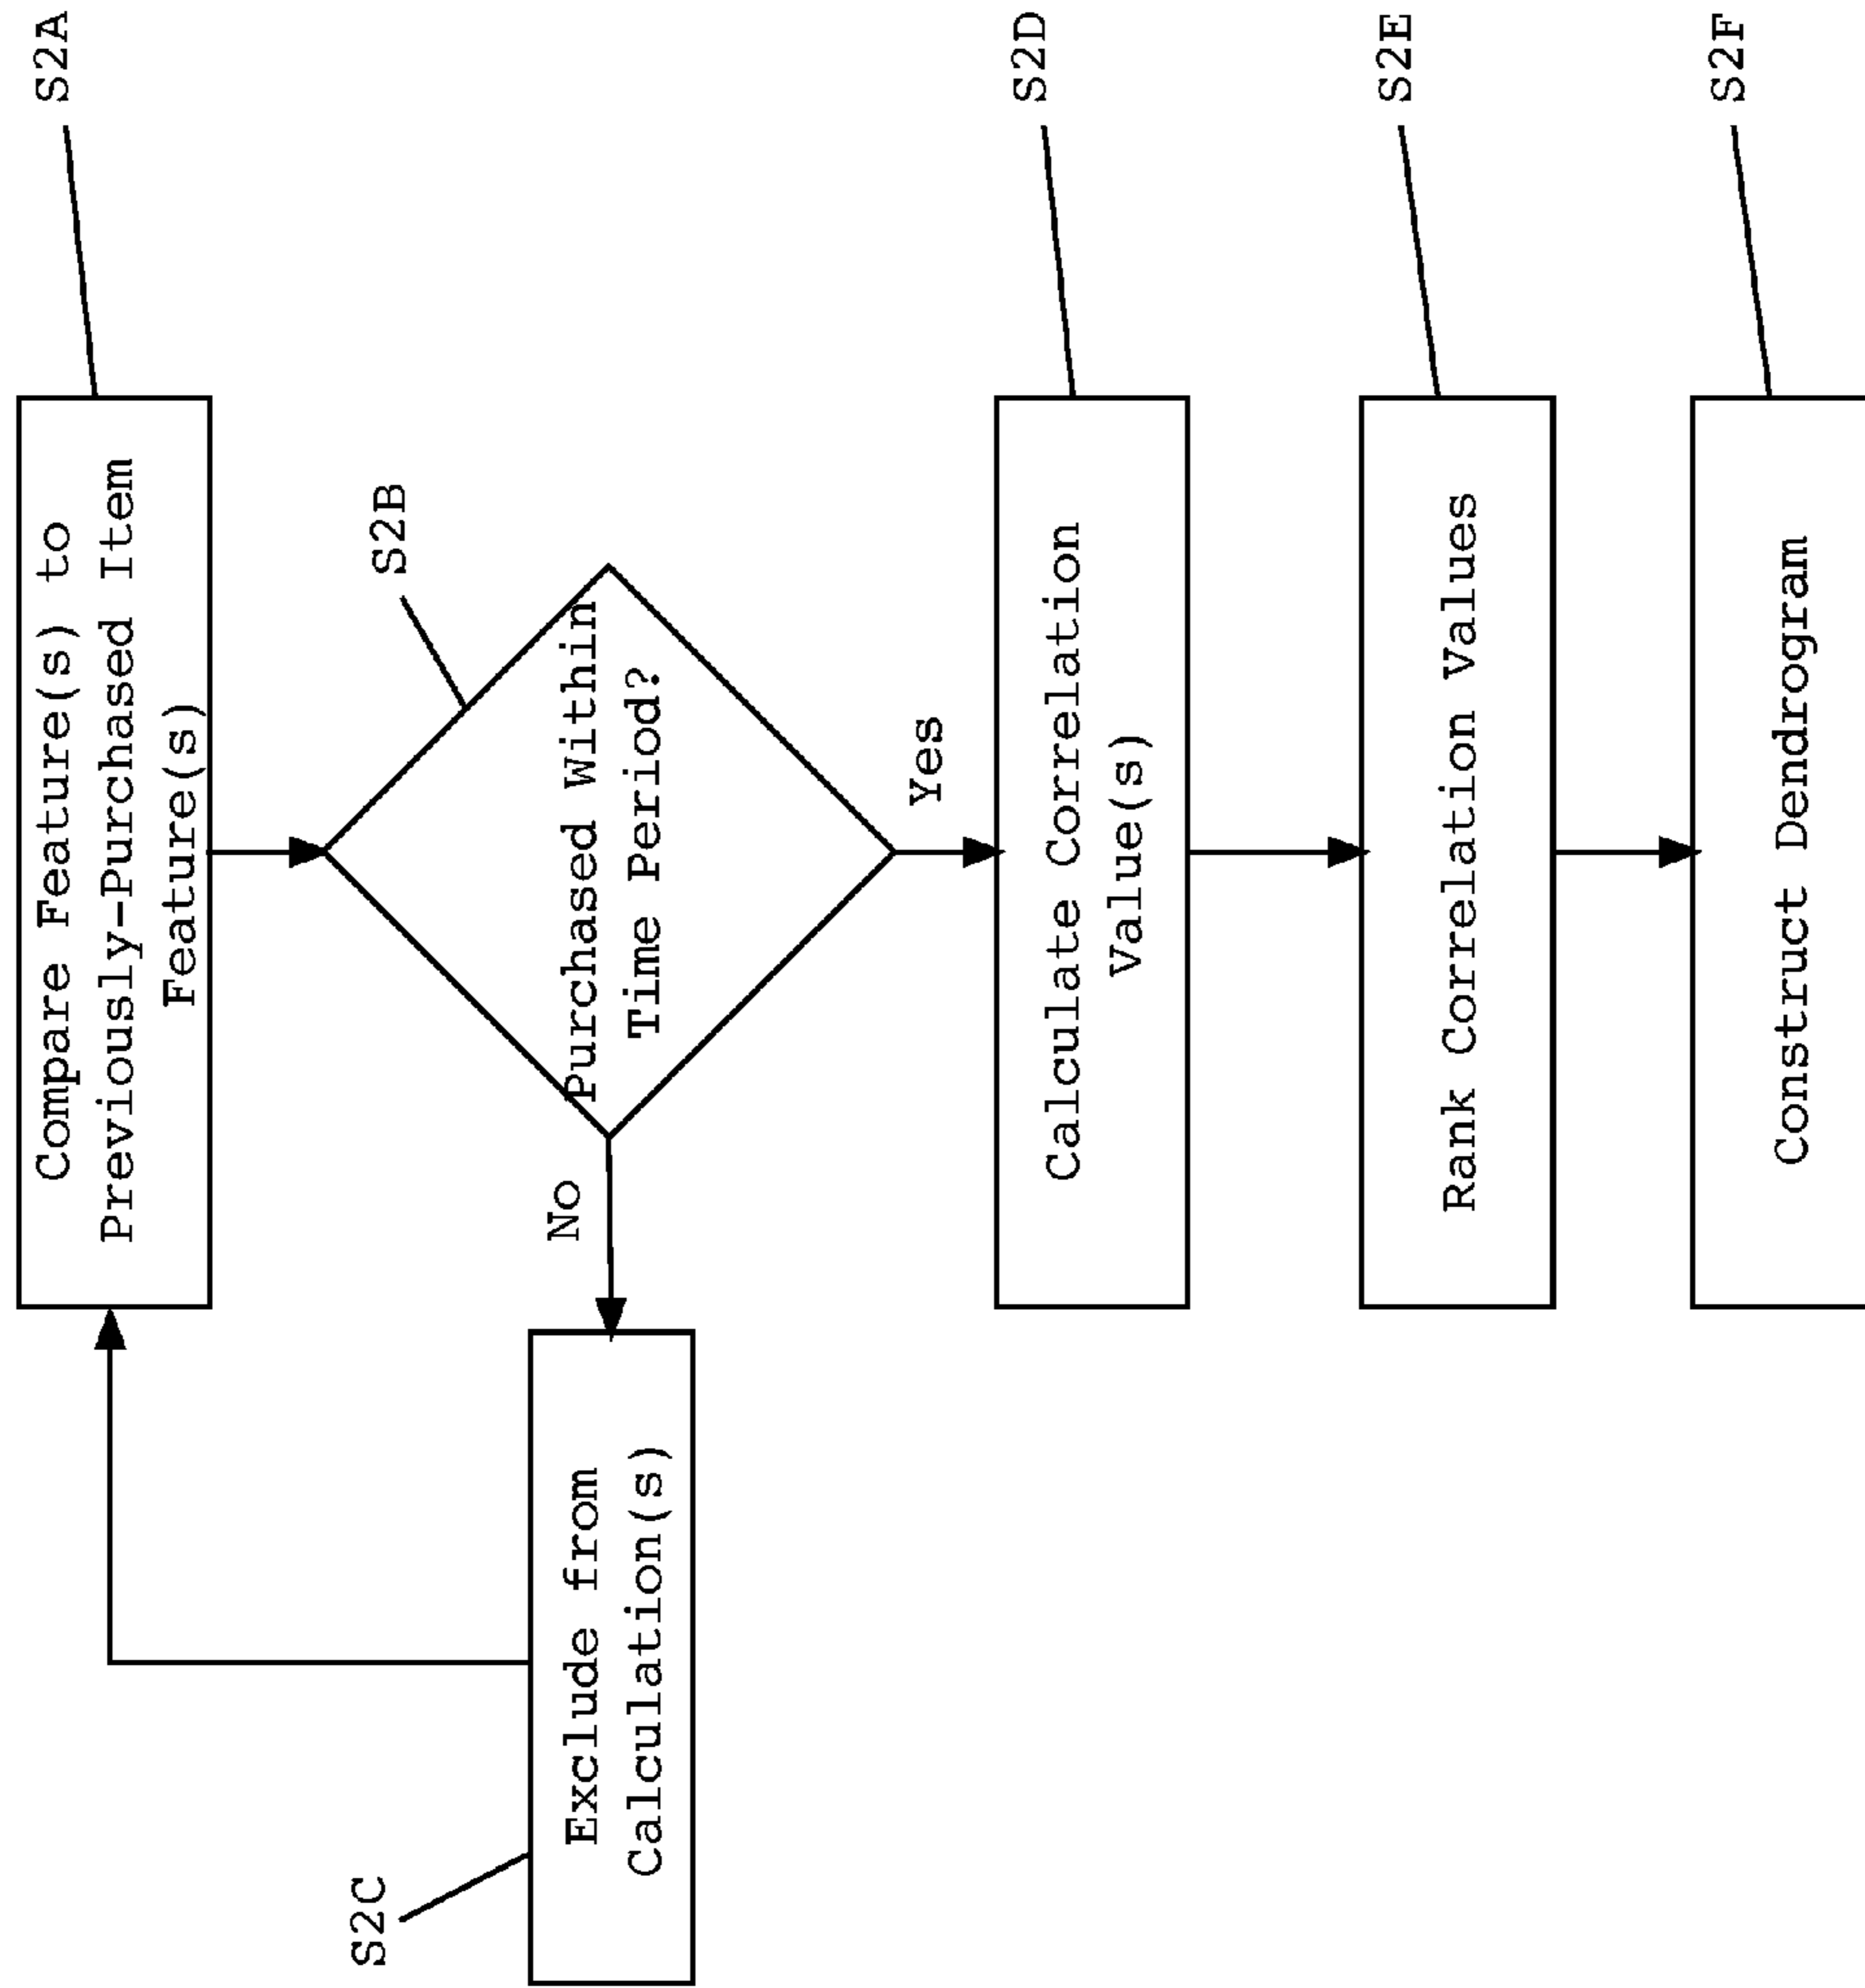 Compare Feature(s) to
Previously-Purchased Item
Feature(s)
S2A
S2B
Purchased Within
Time Period?
No
Yes
S2C
Exclude from
Calculation(s)
Calculate Correlation
Value(s)
S2D
Rank Correlation Values
S2E
Construct Dendrogram
S2F